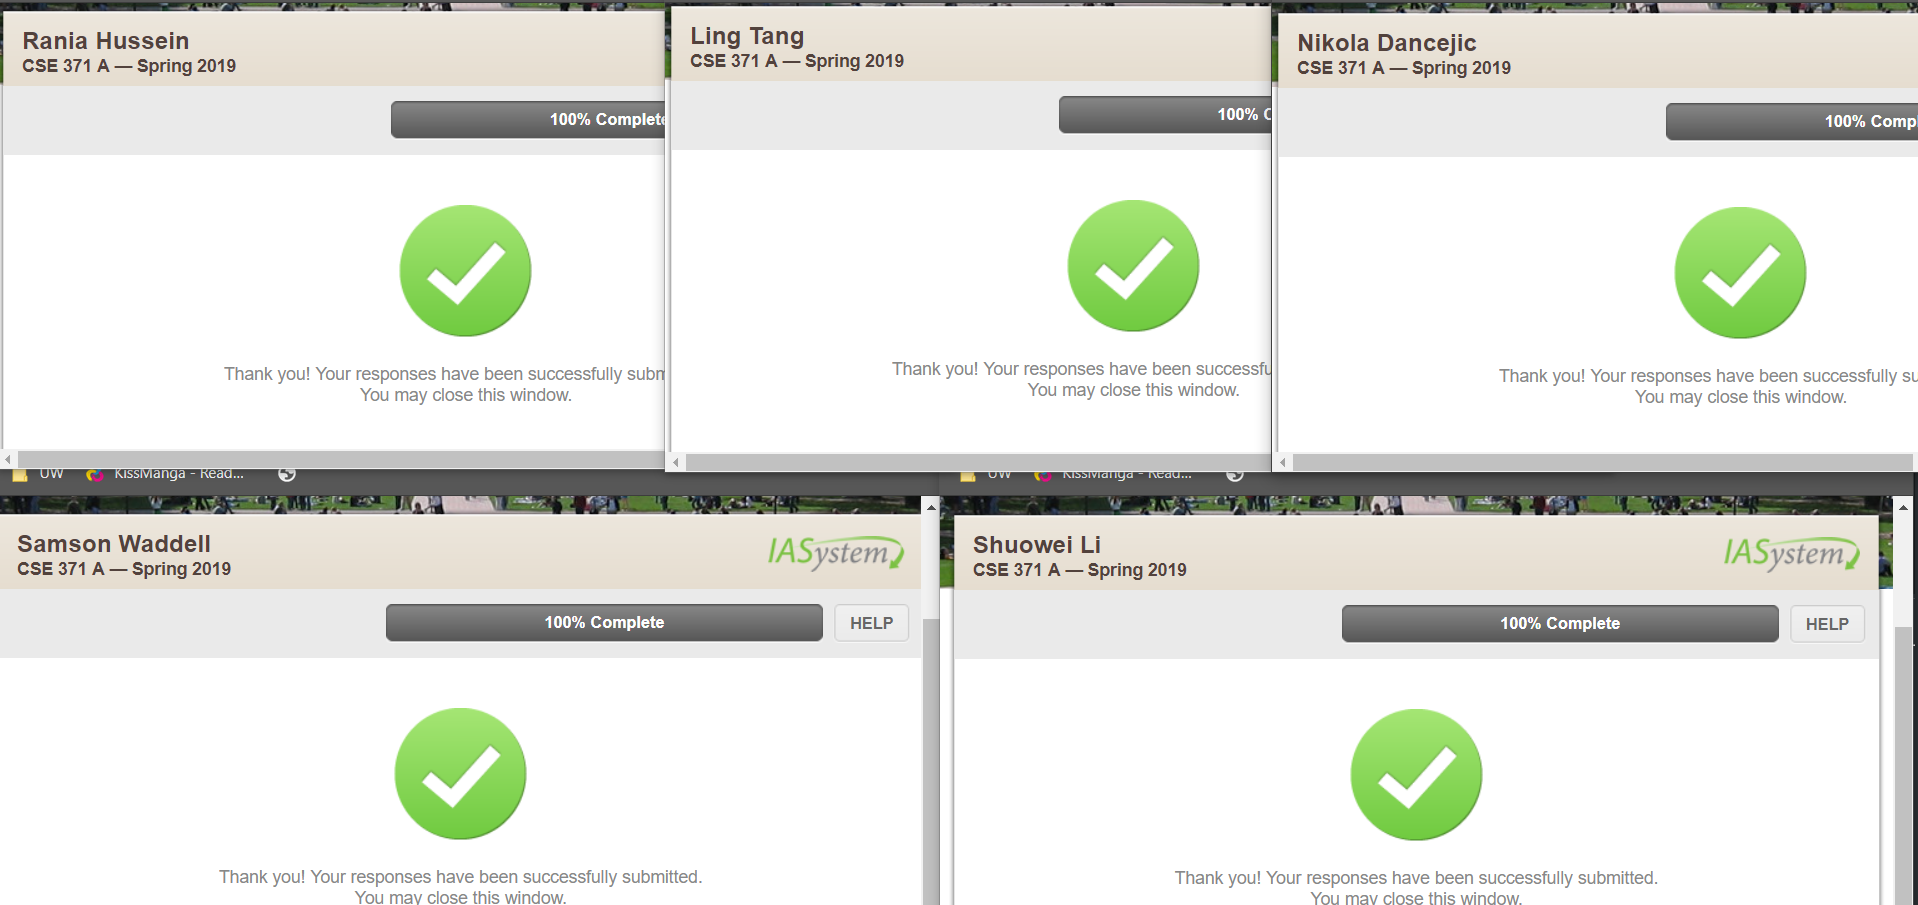 Rania Hussein
CSE 371 A — Spring 2019
100% Complete
Thank you! Your responses have been successfully subm
You may close this window.
Ling Tang
CSE 371 A — Spring 2019
100% C
Thank you! Your responses have been successfu
You may close this window.
Nikola Dancejic
CSE 371 A — Spring 2019
100% Compl
Thank you! Your responses have been successfully su
You may close this window.
UW KissManga - Read...
UW KissManga - Read...
Samson Waddell
CSE 371 A — Spring 2019
IASystem
100% Complete
HELP
Thank you! Your responses have been successfully submitted.
You may close this window.
Shuowei Li
CSE 371 A — Spring 2019
IASystem
100% Complete
HELP
Thank you! Your responses have been successfully submitted.
You may close this window.